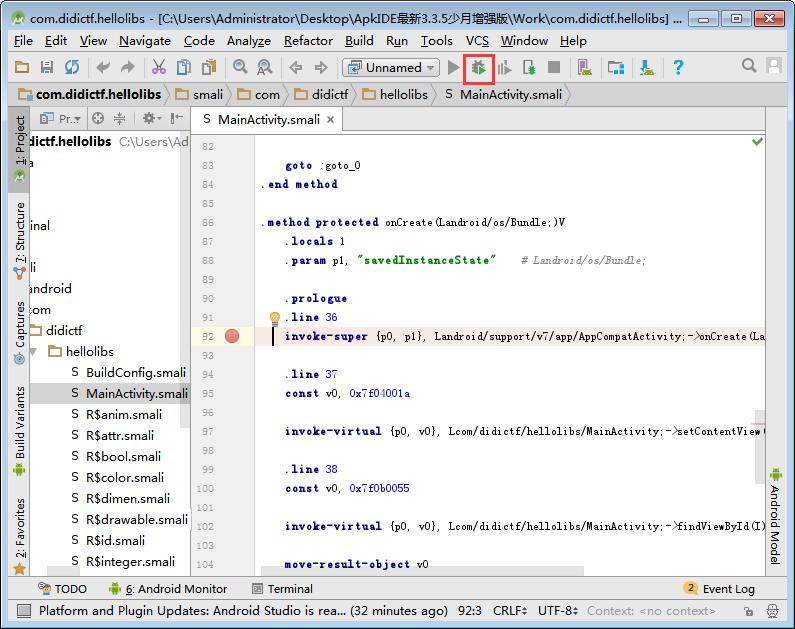 com.didictf.hellolibs - [C:\Users\Administrator\Desktop\ApkIDE最新3.3.5少月增强版\Work\com.didictf.hellolibs] ...
File Edit View Navigate Code Analyze Refactor Build Run Tools VCS Window Help
Unnamed
com.didictf.hellolibs smali com didictf hellolibs S MainActivity.smali
1: Project
7: Structure
Captures
Build Variants
2: Favorites
Pr...
didictf.hellolibs C:\Users\Ad
a
inal
li
android
com
didictf
hellolibs
S BuildConfig.smali
S MainActivity.smali
S R$anim.smali
S R$attr.smali
S R$bool.smali
S R$color.smali
S R$dimen.smali
S R$drawable.smali
S R$id.smali
S R$integer.smali
S MainActivity.smali ×
82
83 goto :goto_0
84 .end method
85
86 .method protected onCreate(Landroid/os/Bundle;)V
87 .locals 1
88 .param p1, "savedInstanceState" # Landroid/os/Bundle;
89
90 .prologue
91 .line 36
92 invoke-super {p0, p1}, Landroid/support/v7/app/AppCompatActivity;->onCreate(La
93
94 .line 37
95 const v0, 0x7f04001a
96
97 invoke-virtual {p0, v0}, Lcom/didictf/hellolibs/MainActivity;->setContentView(
98
99 .line 38
100 const v0, 0x7f0b0055
101
102 invoke-virtual {p0, v0}, Lcom/didictf/hellolibs/MainActivity;->findViewById(I)
103
104 move-result-object v0
Android Model
TODO 6: Android Monitor Terminal 2 Event Log
Platform and Plugin Updates: Android Studio is rea... (32 minutes ago) 92:3 CRLF UTF-8 Context: <no context>